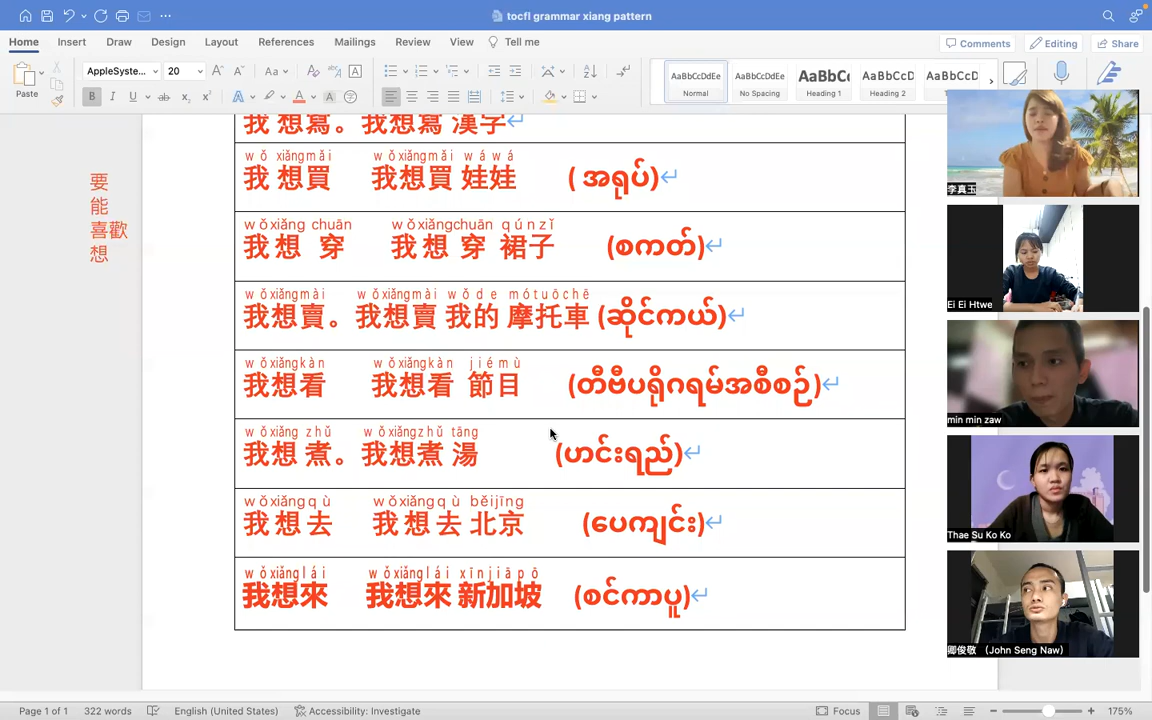 tocfl grammar xiang pattern
Home Insert Draw Design Layout References Mailings Review View Tell me
Comments Editing Share
AppleSyste... 20
Paste
AaBbCcDdEe AaBbCcDdEe AaBbCc AaBbCcD AaBbCcD
Normal No Spacing Heading 1 Heading 2
要
能
喜歡
想
我 想寫。 我想寫 漢字
wǒ xiǎngmǎi wǒxiǎngmǎi wáwá
我 想買 我想買 娃娃 ( အရုပ်)
wǒxiǎng chuān wǒxiǎngchuān qúnzǐ
我 想 穿 我 想 穿 裙子 (စကတ်)
wǒxiǎngmài wǒxiǎngmài wǒde mótuōchē
我想賣。 我想賣 我的 摩托車 (ဆိုင်ကယ်)
wǒxiǎngkàn wǒxiǎngkàn jiémù
我想看 我想看 節目 (တီဗီပရိုဂရမ်အစီစဉ်)
wǒxiǎng zhǔ wǒxiǎngzhǔ tāng
我想 煮。 我想煮 湯 (ဟင်းရည်)
wǒxiǎngqù wǒxiǎngqù běijīng
我 想 去 我 想 去 北京 (ပေကျင်း)
wǒxiǎnglái wǒxiǎnglái xīnjiāpō
我想來 我想來 新加坡 (စင်ကာပူ)
李真玉
Ei Ei Htwe
min min zaw
Thae Su Ko Ko
卿俊敬 (John Seng Naw)
Page 1 of 1 322 words English (United States) Accessibility: Investigate Focus 175%